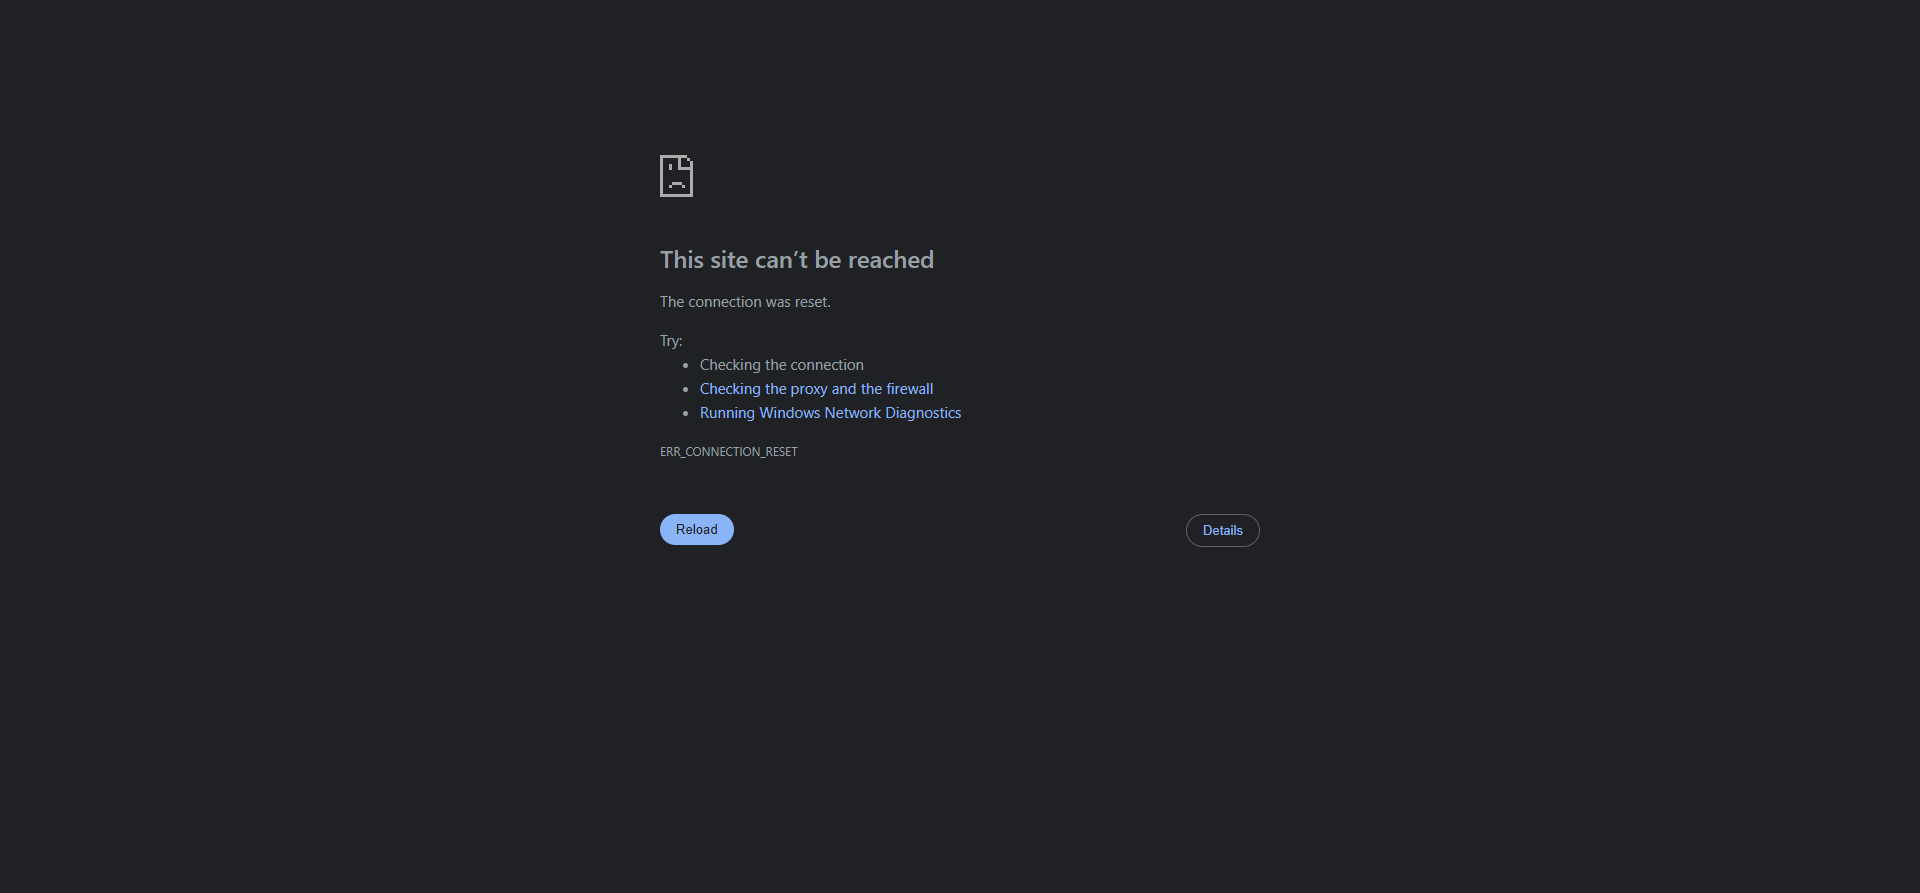 This site can’t be reached
The connection was reset.
Try:
Checking the connection
Checking the proxy and the firewall
Running Windows Network Diagnostics
ERR_CONNECTION_RESET
Reload
Details